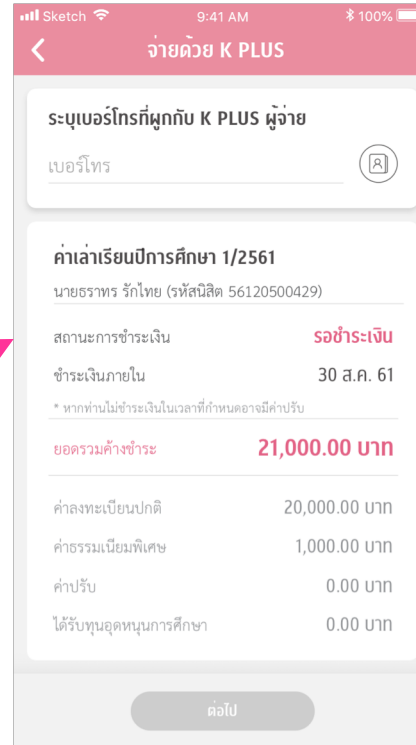 Sketch 9:41 AM 100%
จ่ายด้วย K PLUS
ระบุเบอร์โทรที่ผูกกับ K PLUS ผู้จ่าย
เบอร์โทร
ค่าเล่าเรียนปีการศึกษา 1/2561
นายธราทร รักไทย (รหัสนิสิต 56120500429)
สถานะการชำระเงิน รอชำระเงิน
ชำระเงินภายใน 30 ส.ค. 61
* หากท่านไม่ชำระเงินในเวลาที่กำหนดอาจมีค่าปรับ
ยอดรวมค้างชำระ 21,000.00 บาท
ค่าลงทะเบียนปกติ 20,000.00 บาท
ค่าธรรมเนียมพิเศษ 1,000.00 บาท
ค่าปรับ 0.00 บาท
ได้รับทุนอุดหนุนการศึกษา 0.00 บาท
ต่อไป